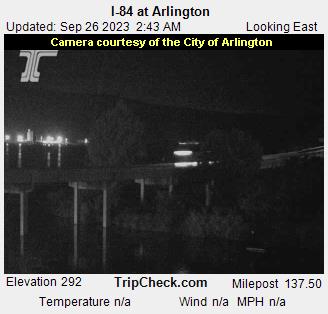 I-84 at Arlington
Updated: Sep 26 2023 2:43 AM Looking East
Camera courtesy of the City of Arlington
Elevation 292 TripCheck.com Milepost 137.50
Temperature n/a Wind n/a MPH n/a